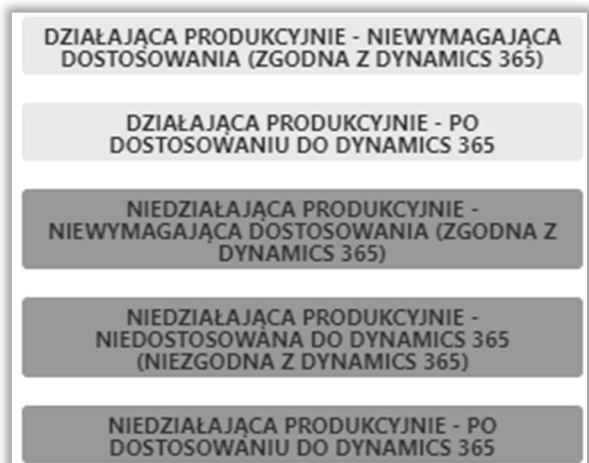 DZIAŁAJĄCA PRODUKCYJNIE - NIEWYMAGAJĄCA
DOSTOSOWANIA (ZGODNA Z DYNAMICS 365)
DZIAŁAJĄCA PRODUKCYJNIE - PO
DOSTOSOWANIU DO DYNAMICS 365
NIEDZIAŁAJĄCA PRODUKCYJNIE -
NIEWYMAGAJĄCA DOSTOSOWANIA (ZGODNA Z
DYNAMICS 365)
NIEDZIAŁAJĄCA PRODUKCYJNIE -
NIEDOSTOSOWANA DO DYNAMICS 365
(NIEZGODNA Z DYNAMICS 365)
NIEDZIAŁAJĄCA PRODUKCYJNIE - PO
DOSTOSOWANIU DO DYNAMICS 365